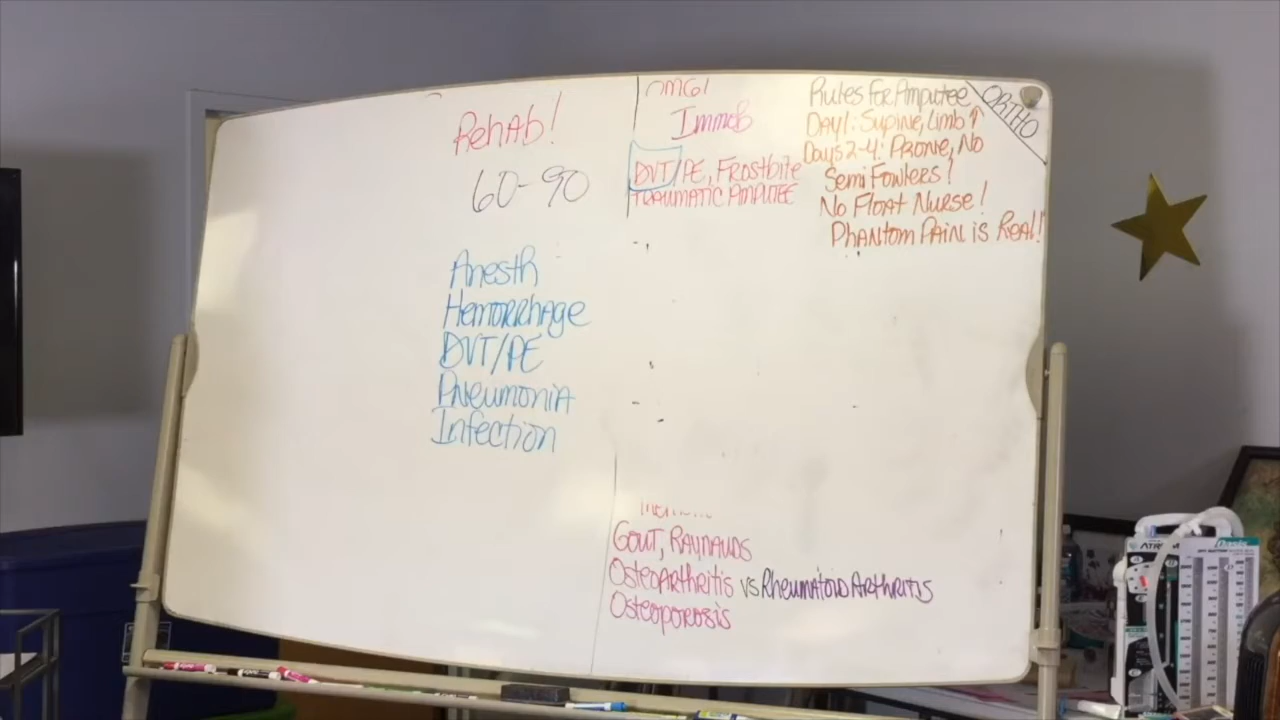 Rehab!
60-90
Anesth
Hemorrhage
DVT/PE
Pneumonia
Infection
OMG!
Immob
DVT/PE, Frostbite
TRAUMATIC AMPUTEE
Rules For Amputee
DAY1: Supine, Limb ↑
Days 2-4: Prone, No
Semi Fowlers!
No Float Nurse!
Phantom Pain is Real!
ORTHO
Gout, Raynauds
OsteoArthritis vs Rheumatoid Arthritis
Osteoporosis
Oasis